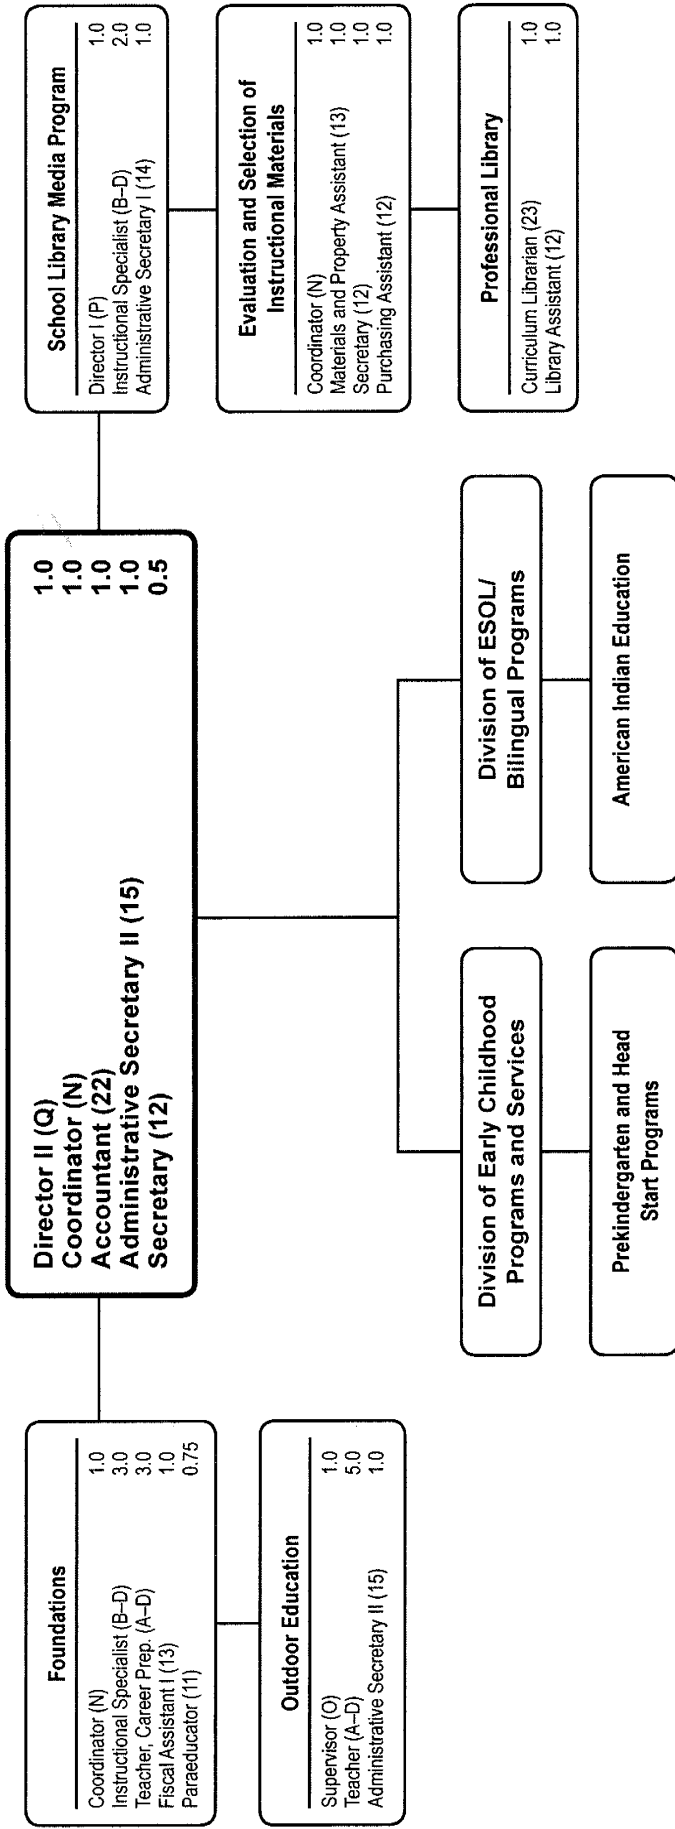 Director II (Q) 1.0
Coordinator (N) 1.0
Accountant (22) 1.0
Administrative Secretary II (15) 1.0
Secretary (12) 0.5
Foundations
Coordinator (N) 1.0
Instructional Specialist (B–D) 3.0
Teacher, Career Prep. (A–D) 3.0
Fiscal Assistant I (13) 1.0
Paraeducator (11) 0.75
Outdoor Education
Supervisor (O) 1.0
Teacher (A–D) 5.0
Administrative Secretary II (15) 1.0
Division of Early Childhood
Programs and Services
Prekindergarten and Head
Start Programs
Division of ESOL/
Bilingual Programs
American Indian Education
School Library Media Program
Director I (P) 1.0
Instructional Specialist (B–D) 2.0
Administrative Secretary I (14) 1.0
Evaluation and Selection of
Instructional Materials
Coordinator (N) 1.0
Materials and Property Assistant (13) 1.0
Secretary (12) 1.0
Purchasing Assistant (12) 1.0
Professional Library
Curriculum Librarian (23) 1.0
Library Assistant (12) 1.0